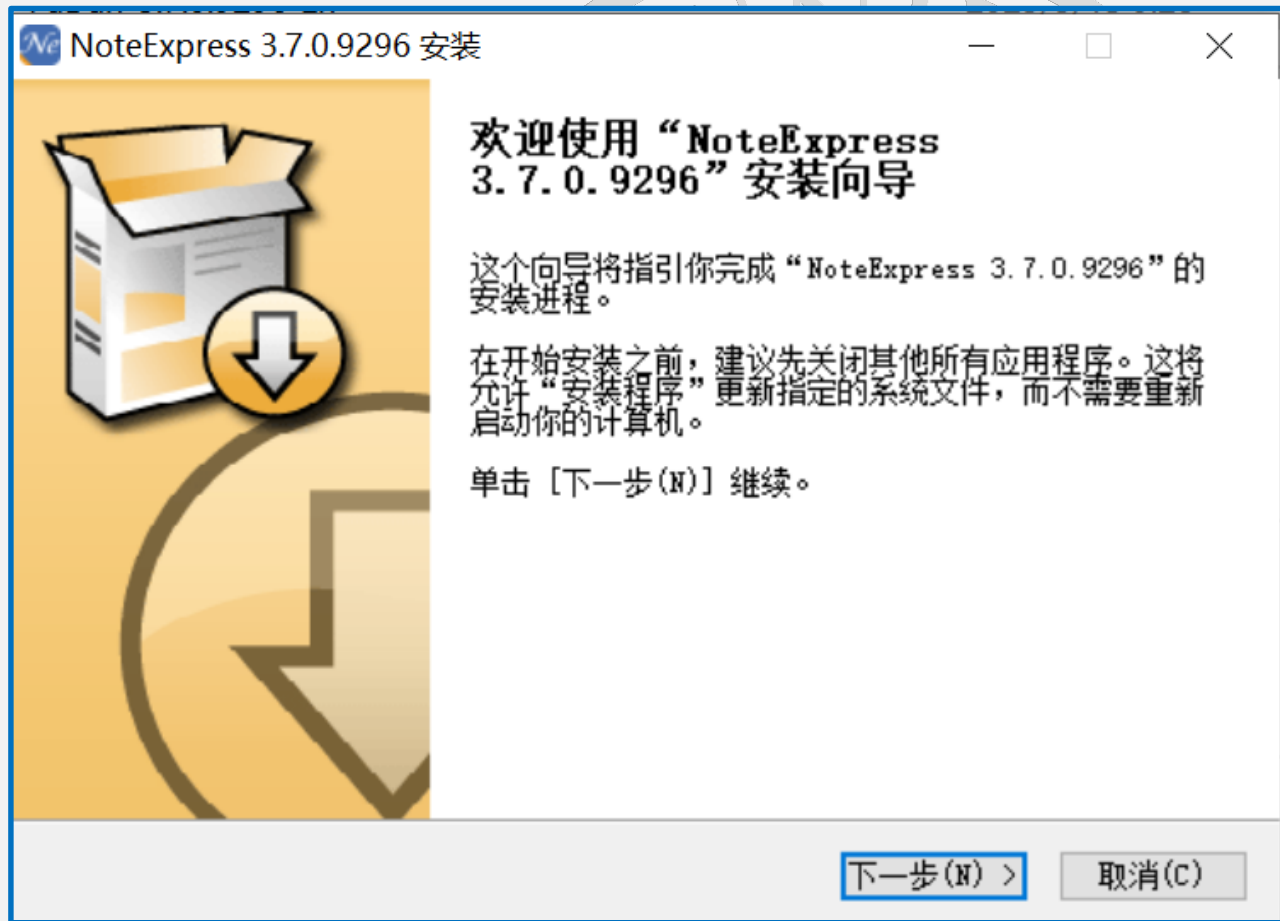 Ne NoteExpress 3.7.0.9296 安装
欢迎使用“NoteExpress
3.7.0.9296”安装向导
这个向导将指引你完成“NoteExpress 3.7.0.9296”的
安装进程。
在开始安装之前，建议先关闭其他所有应用程序。这将
允许“安装程序”更新指定的系统文件，而不需要重新
启动你的计算机。
单击 [下一步(N)] 继续。
下一步(N) >
取消(C)